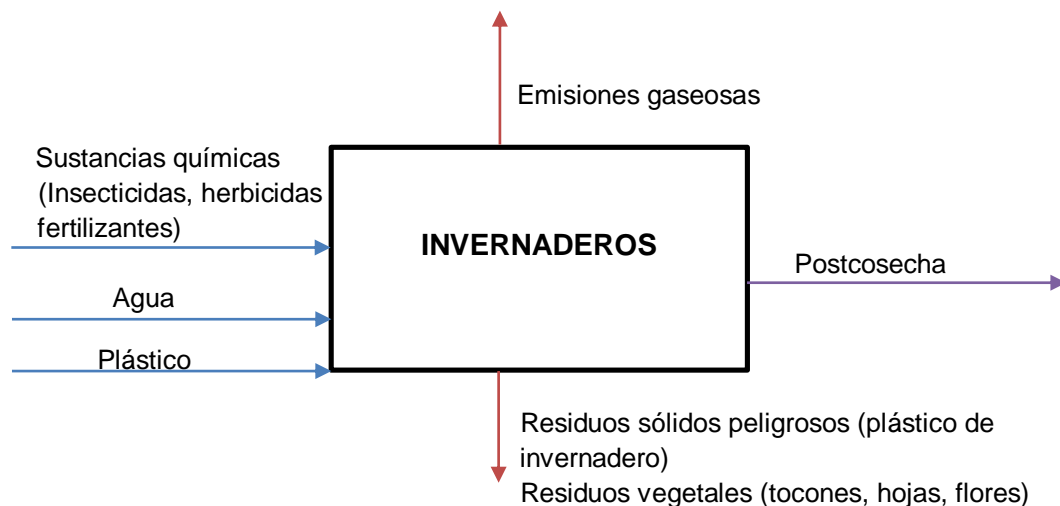 Emisiones gaseosas
Sustancias químicas
(Insecticidas, herbicidas
fertilizantes)
INVERNADEROS
Postcosecha
Agua
Plástico
Residuos sólidos peligrosos (plástico de
invernadero)
Residuos vegetales (tocones, hojas, flores)